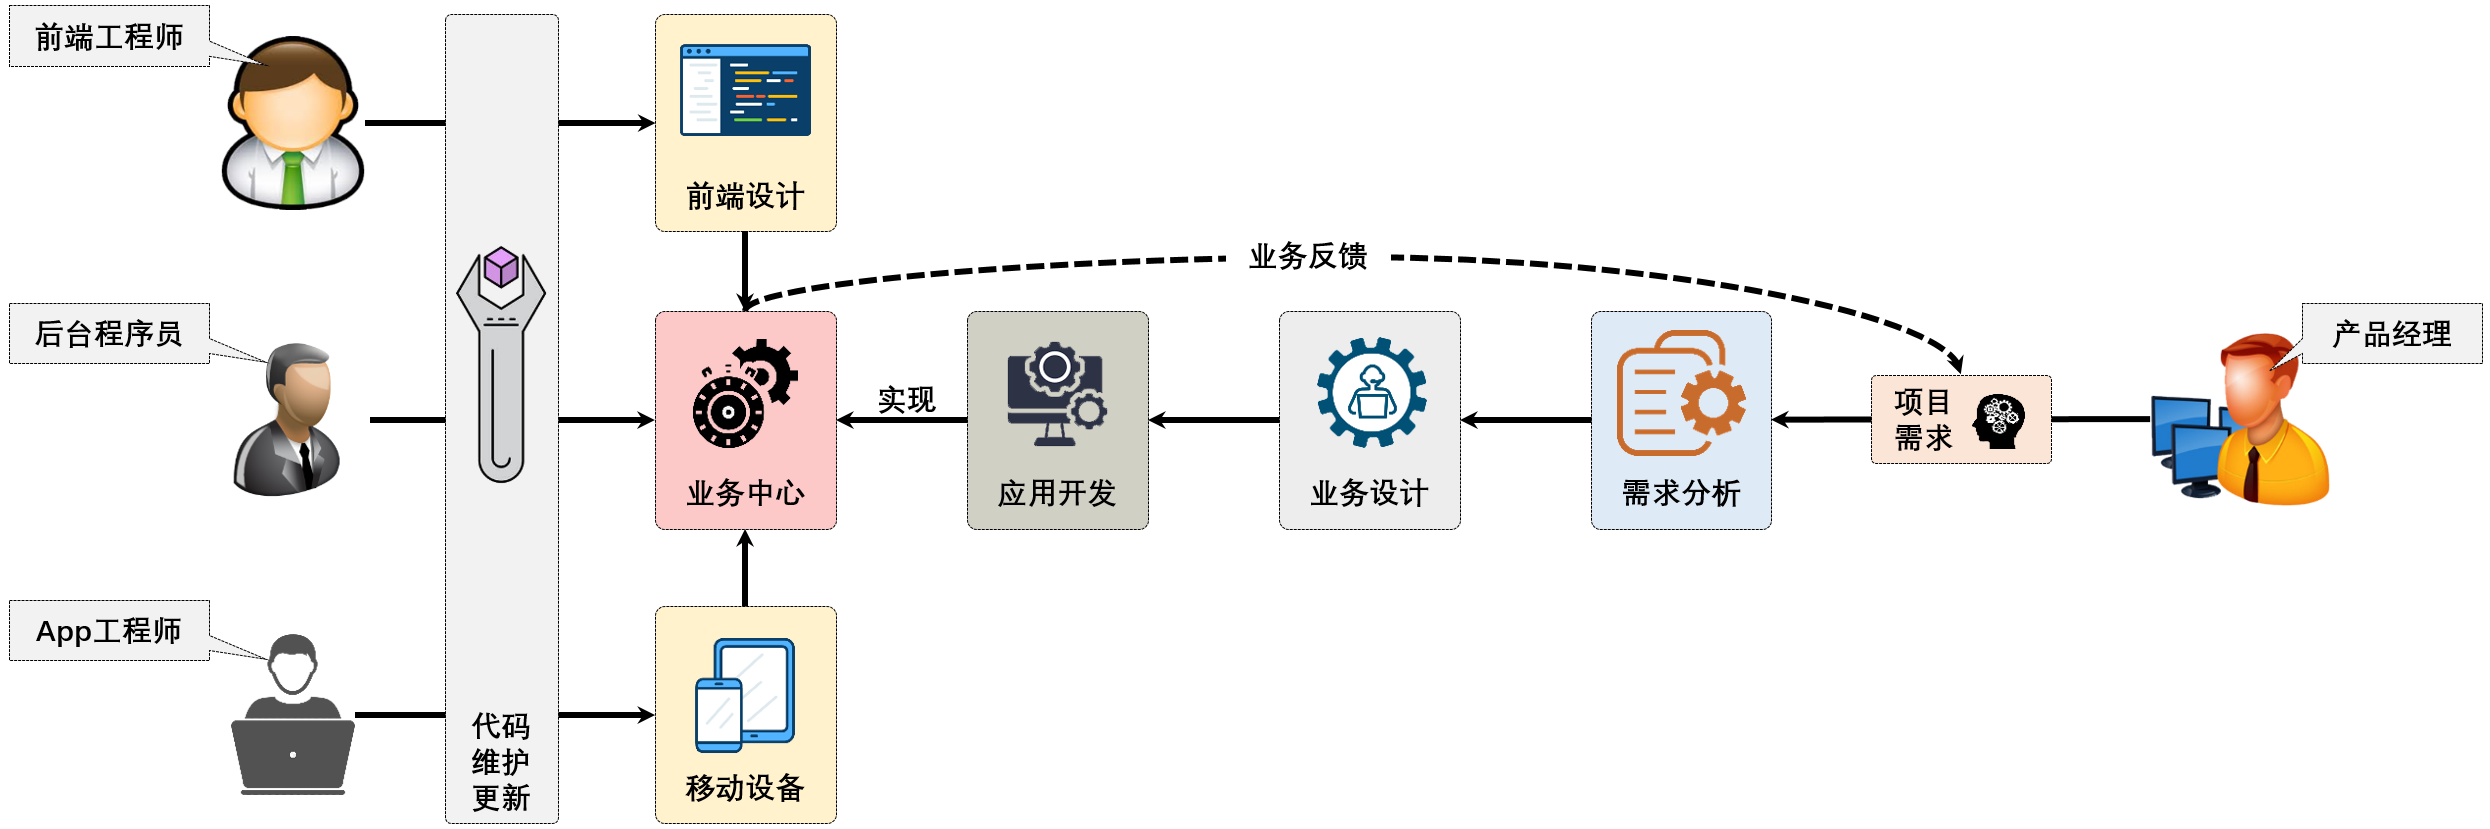 前端工程师
前端设计
业务反馈
后台程序员
产品经理
实现
项目
需求
业务中心
应用开发
业务设计
需求分析
App工程师
代码
维护
更新
移动设备